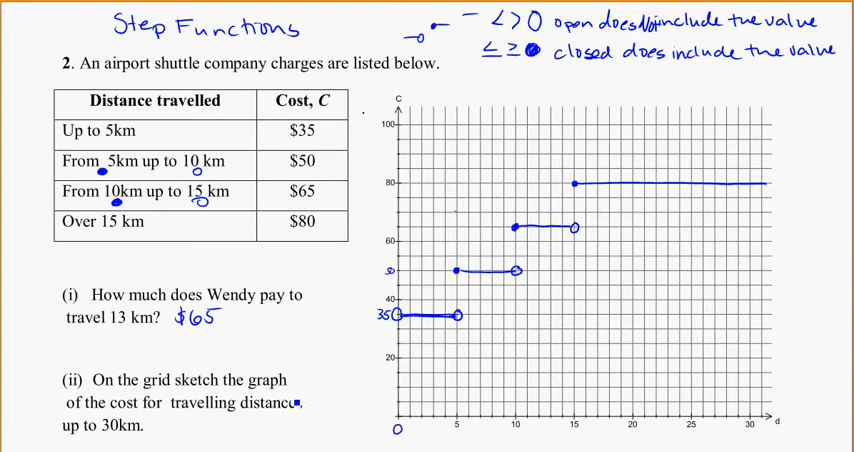 Step Functions
< > O open does Not include the value
≤ ≥ ● closed does include the value
2. An airport shuttle company charges are listed below.
Distance travelled Cost, C
Up to 5km $35
From 5km up to 10 km $50
From 10km up to 15 km $65
Over 15 km $80
(i) How much does Wendy pay to
travel 13 km? $65
(ii) On the grid sketch the graph
of the cost for travelling distances
up to 30km.
C
100
80
60
50
40
35
20
0
5 10 15 20 25 30 d